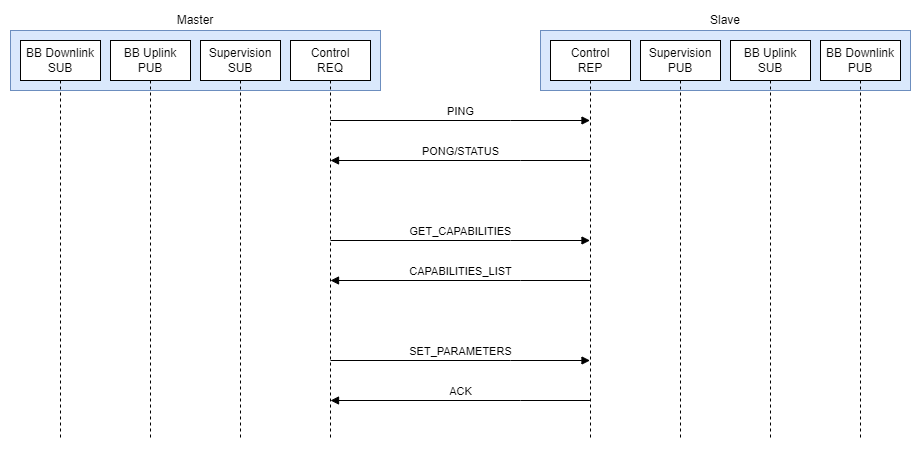 Master
Slave
BB Downlink
SUB
BB Uplink
PUB
Supervision
SUB
Control
REQ
Control
REP
Supervision
PUB
BB Uplink
SUB
BB Downlink
PUB
PING
PONG/STATUS
GET_CAPABILITIES
CAPABILITIES_LIST
SET_PARAMETERS
ACK